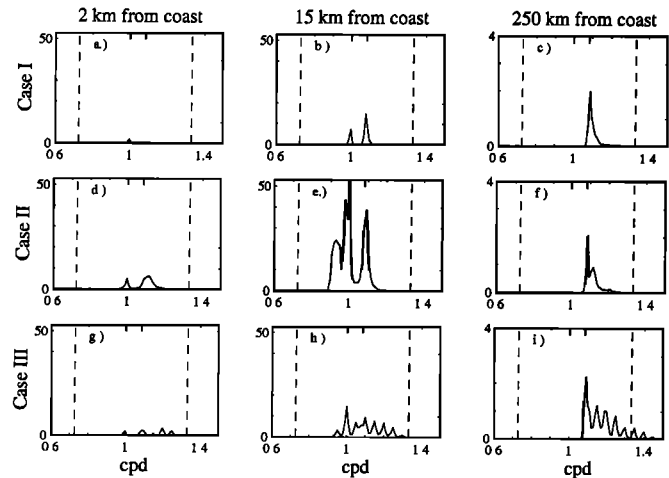 2 km from coast 15 km from coast 250 km from coast
Case I
50 a.) 50 b) 4 c)
0 0 0
0 6 1 1.4 0 6 1 1 4 0 6 1 1 4
Case II
50 d) 50 e.) 4 f)
0 0 0
0 6 1 1 4 0 6 1 1 4 0 6 1 1 4
Case III
50 g) 50 h) 4 i)
0 0 0
0 6 1 1 4 0 6 1 1 4 0 6 1 1 4
cpd cpd cpd